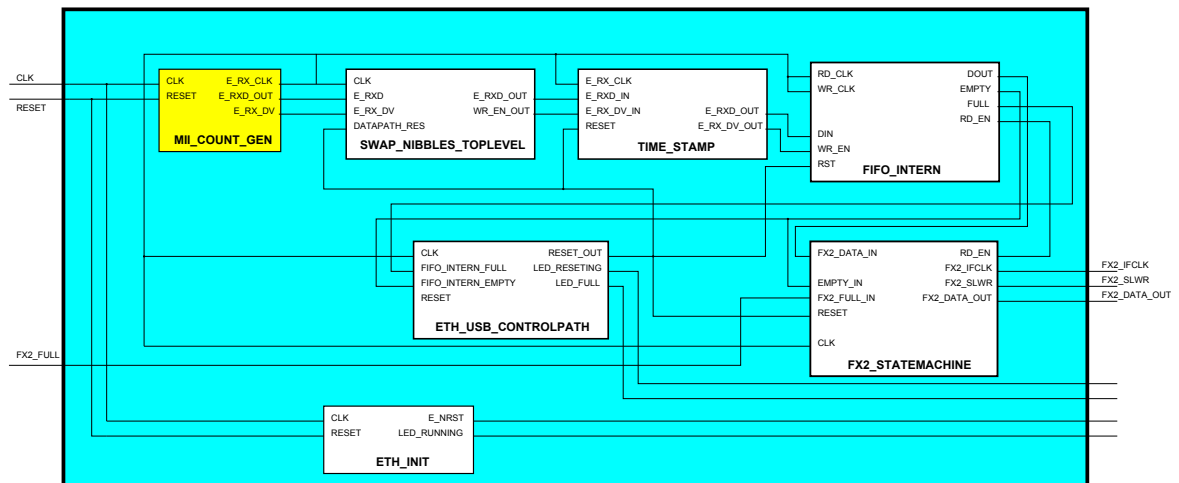 CLK
RESET
CLK E_RX_CLK
RESET E_RXD_OUT
E_RX_DV
MII_COUNT_GEN
CLK
E_RXD E_RXD_OUT
E_RX_DV WR_EN_OUT
DATAPATH_RES
SWAP_NIBBLES_TOPLEVEL
E_RX_CLK
E_RXD_IN
E_RX_DV_IN E_RXD_OUT
RESET E_RX_DV_OUT
TIME_STAMP
RD_CLK DOUT
WR_CLK EMPTY
FULL
RD_EN
DIN
WR_EN
RST
FIFO_INTERN
CLK RESET_OUT
FIFO_INTERN_FULL LED_RESETING
FIFO_INTERN_EMPTY LED_FULL
RESET
ETH_USB_CONTROLPATH
FX2_DATA_IN RD_EN
FX2_IFCLK
EMPTY_IN FX2_SLWR
FX2_FULL_IN FX2_DATA_OUT
RESET
CLK
FX2_STATEMACHINE
FX2_IFCLK
FX2_SLWR
FX2_DATA_OUT
FX2_FULL
CLK E_NRST
RESET LED_RUNNING
ETH_INIT